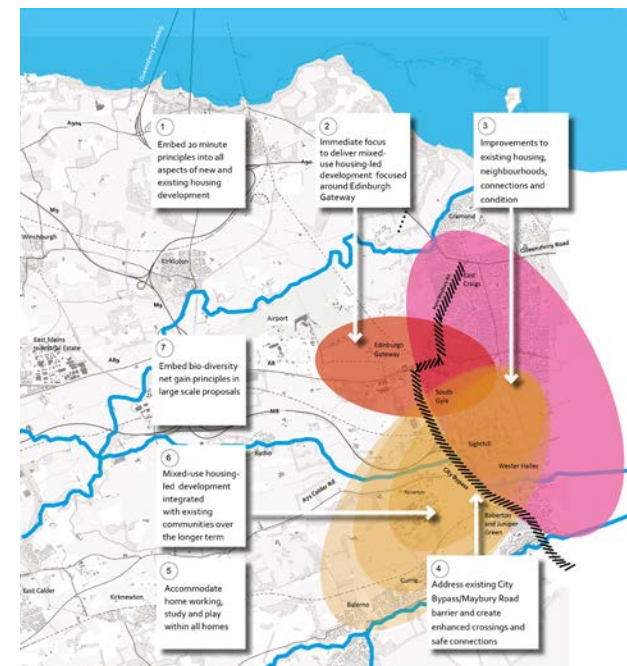 Queensferry Crossing
A904
A90
1
Embed 20 minute
principles into all
aspects of new and
existing housing
development
2
Immediate focus
to deliver mixed-
use housing-led
development focused
around Edinburgh
Gateway
3
Improvements to
existing housing,
neighbourhoods,
connections and
condition
M9
Winchburgh
Kirkliston
Cramond
Queensferry Road
East
Craigs
M9
Airport
East Mains
Industrial Estate
A89
Edinburgh
Gateway
7
Embed bio-diversity
net gain principles in
large scale proposals
A8
M8
South
Gyle
Sighthill
Wester Hailes
6
Mixed-use housing-
led development
integrated
with existing
communities over
the longer term
Ratho
A71 Calder Rd
City Bypass
Riccarton
Baberton
and Juniper
Green
5
Accommodate
home working,
study and play
within all homes
4
Address existing City
Bypass/Maybury Road
barrier and create
enhanced crossings and
safe connections
East Calder
Kirknewton
Currie
Balerno